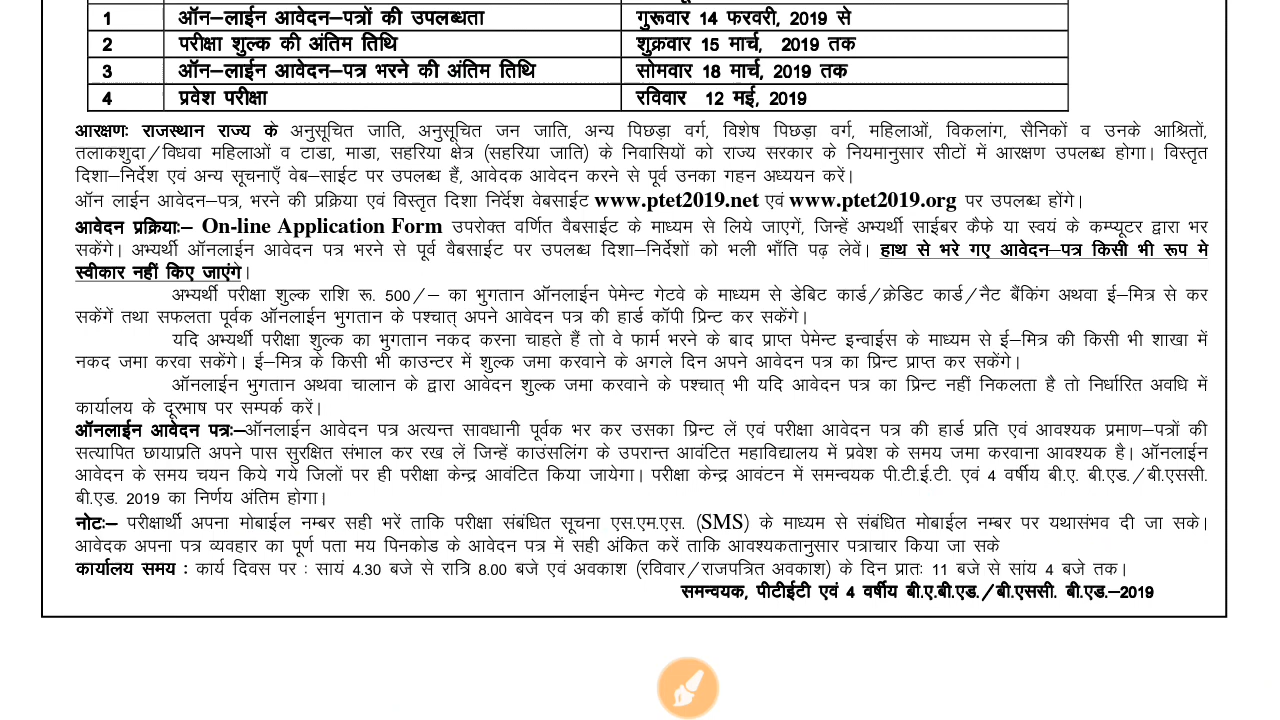 1 ऑन–लाईन आवेदन–पत्रों की उपलब्धता गुरूवार 14 फरवरी, 2019 से
2 परीक्षा शुल्क की अंतिम तिथि शुक्रवार 15 मार्च, 2019 तक
3 ऑन–लाईन आवेदन–पत्र भरने की अंतिम तिथि सोमवार 18 मार्च, 2019 तक
4 प्रवेश परीक्षा रविवार 12 मई, 2019
आरक्षणः राजस्थान राज्य के अनुसूचित जाति, अनुसूचित जन जाति, अन्य पिछड़ा वर्ग, विशेष पिछड़ा वर्ग, महिलाओं, विकलांग, सैनिकों व उनके आश्रितों,
तलाकशुदा/विधवा महिलाओं व टाडा, माडा, सहरिया क्षेत्र (सहरिया जाति) के निवासियों को राज्य सरकार के नियमानुसार सीटों में आरक्षण उपलब्ध होगा। विस्तृत
दिशा–निर्देश एवं अन्य सूचनाएँ वेब–साईट पर उपलब्ध हैं, आवेदक आवेदन करने से पूर्व उनका गहन अध्ययन करें।
ऑन लाईन आवेदन–पत्र, भरने की प्रक्रिया एवं विस्तृत दिशा निर्देश वेबसाईट www.ptet2019.net एवं www.ptet2019.org पर उपलब्ध होंगे।
आवेदन प्रक्रियाः– On-line Application Form उपरोक्त वर्णित वैबसाईट के माध्यम से लिये जाएगें, जिन्हें अभ्यर्थी साईबर कैफे या स्वयं के कम्प्यूटर द्वारा भर
सकेंगे। अभ्यर्थी ऑनलाईन आवेदन पत्र भरने से पूर्व वैबसाईट पर उपलब्ध दिशा–निर्देशों को भली भाँति पढ़ लेवें। हाथ से भरे गए आवेदन–पत्र किसी भी रूप मे
स्वीकार नहीं किए जाएंगे।
अभ्यर्थी परीक्षा शुल्क राशि रू. 500/– का भुगतान ऑनलाईन पेमेन्ट गेटवे के माध्यम से डेबिट कार्ड/क्रेडिट कार्ड/नैट बैंकिंग अथवा ई–मित्र से कर
सकेंगें तथा सफलता पूर्वक ऑनलाईन भुगतान के पश्चात् अपने आवेदन पत्र की हार्ड कॉपी प्रिन्ट कर सकेंगे।
यदि अभ्यर्थी परीक्षा शुल्क का भुगतान नकद करना चाहते हैं तो वे फार्म भरने के बाद प्राप्त पेमेन्ट इन्वाईस के माध्यम से ई–मित्र की किसी भी शाखा में
नकद जमा करवा सकेंगे। ई–मित्र के किसी भी काउन्टर में शुल्क जमा करवाने के अगले दिन अपने आवेदन पत्र का प्रिन्ट प्राप्त कर सकेंगे।
ऑनलाईन भुगतान अथवा चालान के द्वारा आवेदन शुल्क जमा करवाने के पश्चात् भी यदि आवेदन पत्र का प्रिन्ट नहीं निकलता है तो निर्धारित अवधि में
कार्यालय के दूरभाष पर सम्पर्क करें।
ऑनलाईन आवेदन पत्रः–ऑनलाईन आवेदन पत्र अत्यन्त सावधानी पूर्वक भर कर उसका प्रिन्ट लें एवं परीक्षा आवेदन पत्र की हार्ड प्रति एवं आवश्यक प्रमाण–पत्रों की
सत्यापित छायाप्रति अपने पास सुरक्षित संभाल कर रख लें जिन्हें काउंसलिंग के उपरान्त आवंटित महाविद्यालय में प्रवेश के समय जमा करवाना आवश्यक है। ऑनलाईन
आवेदन के समय चयन किये गये जिलों पर ही परीक्षा केन्द्र आवंटित किया जायेगा। परीक्षा केन्द्र आवंटन में समन्वयक पी.टी.ई.टी. एवं 4 वर्षीय बी.ए. बी.एड./बी.एससी.
बी.एड. 2019 का निर्णय अंतिम होगा।
नोटः– परीक्षार्थी अपना मोबाईल नम्बर सही भरें ताकि परीक्षा संबंधित सूचना एस.एम.एस. (SMS) के माध्यम से संबंधित मोबाईल नम्बर पर यथासंभव दी जा सके।
आवेदक अपना पत्र व्यवहार का पूर्ण पता मय पिनकोड के आवेदन पत्र में सही अंकित करें ताकि आवश्यकतानुसार पत्राचार किया जा सके
कार्यालय समय : कार्य दिवस पर : सायं 4.30 बजे से रात्रि 8.00 बजे एवं अवकाश (रविवार/राजपत्रित अवकाश) के दिन प्रातः 11 बजे से सांय 4 बजे तक।
समन्वयक, पीटीईटी एवं 4 वर्षीय बी.ए.बी.एड./बी.एससी. बी.एड.–2019